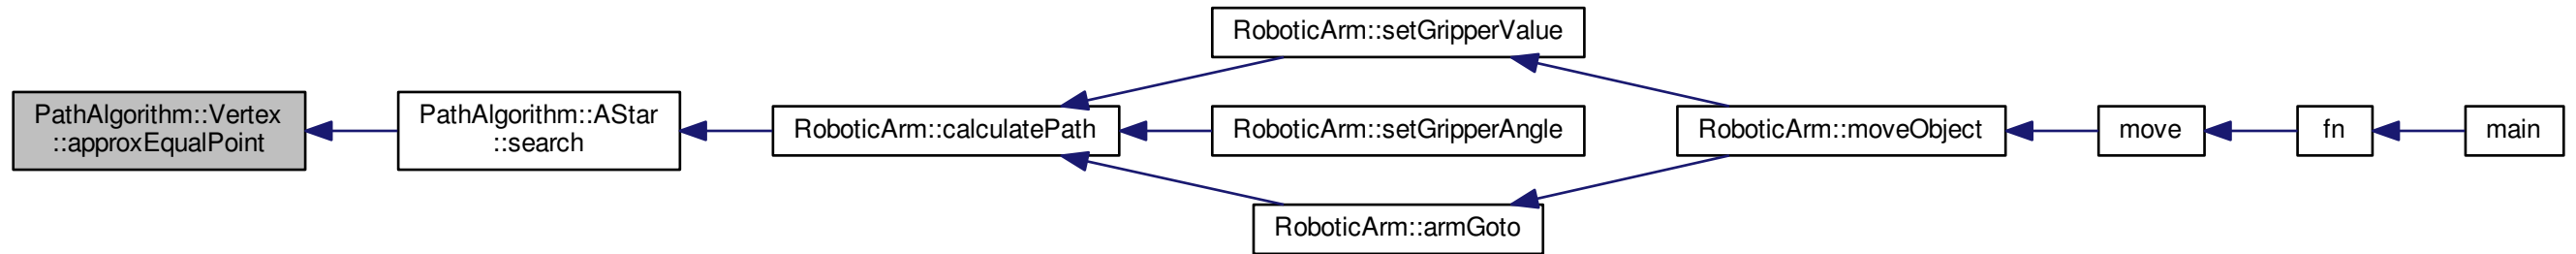 PathAlgorithm::Vertex
::approxEqualPoint
PathAlgorithm::AStar
::search
RoboticArm::calculatePath
RoboticArm::setGripperValue
RoboticArm::setGripperAngle
RoboticArm::armGoto
RoboticArm::moveObject
move
fn
main